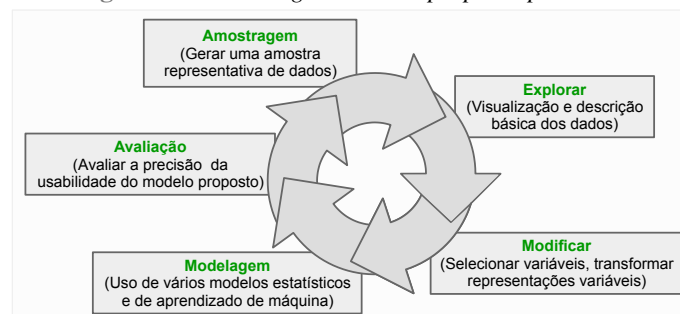 Amostragem
(Gerar uma amostra
representativa de dados)
Explorar
(Visualização e descrição
básica dos dados)
Avaliação
(Avaliar a precisão da
usabilidade do modelo proposto)
Modificar
(Selecionar variáveis, transformar
representações variáveis)
Modelagem
(Uso de vários modelos estatísticos
e de aprendizado de máquina)